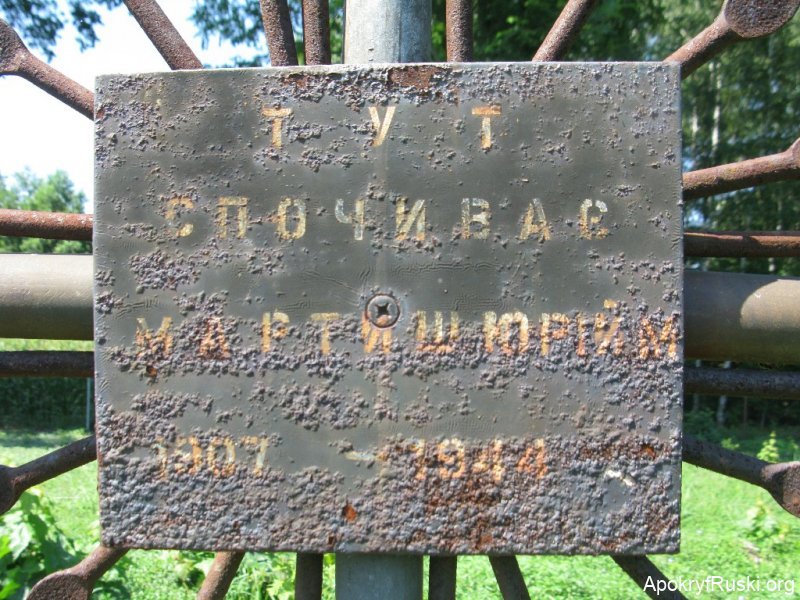 ТУТ
СПОЧИВАЄ
МАРТИШ ЮРІЙ М
1907 – 1944
ApokryfRuski.org